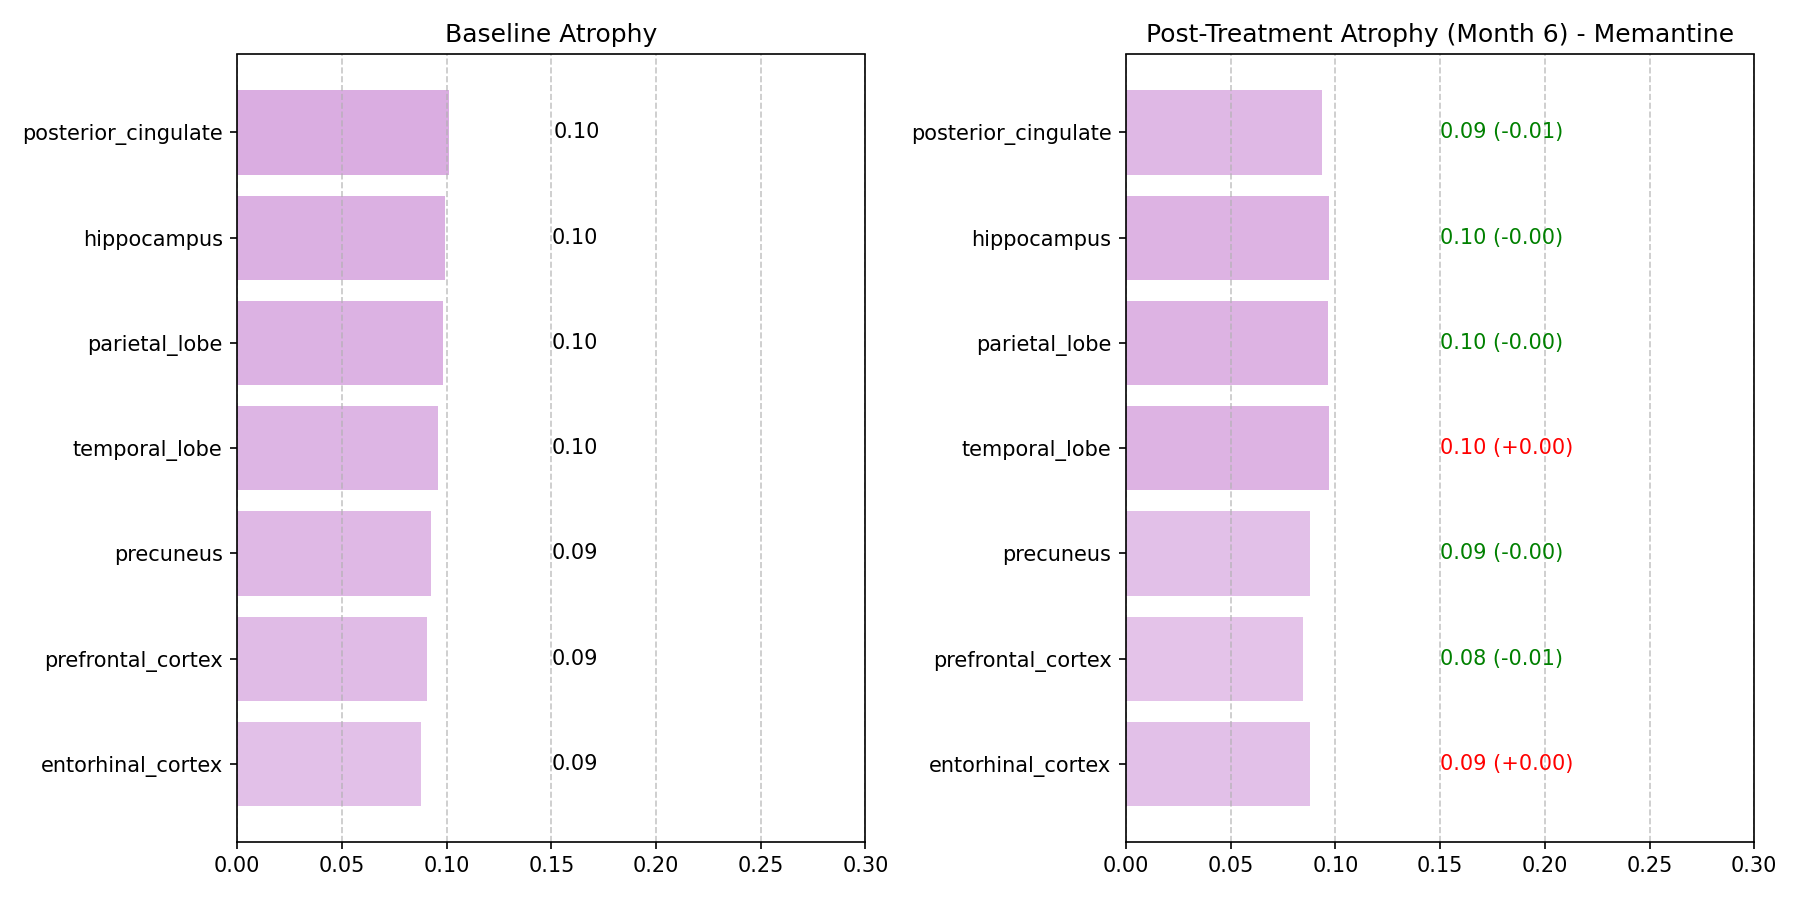 Baseline Atrophy
posterior_cingulate 0.10
hippocampus 0.10
parietal_lobe 0.10
temporal_lobe 0.10
precuneus 0.09
prefrontal_cortex 0.09
entorhinal_cortex 0.09
0.00 0.05 0.10 0.15 0.20 0.25 0.30
Post-Treatment Atrophy (Month 6) - Memantine
posterior_cingulate 0.09 (-0.01)
hippocampus 0.10 (-0.00)
parietal_lobe 0.10 (-0.00)
temporal_lobe 0.10 (+0.00)
precuneus 0.09 (-0.00)
prefrontal_cortex 0.08 (-0.01)
entorhinal_cortex 0.09 (+0.00)
0.00 0.05 0.10 0.15 0.20 0.25 0.30